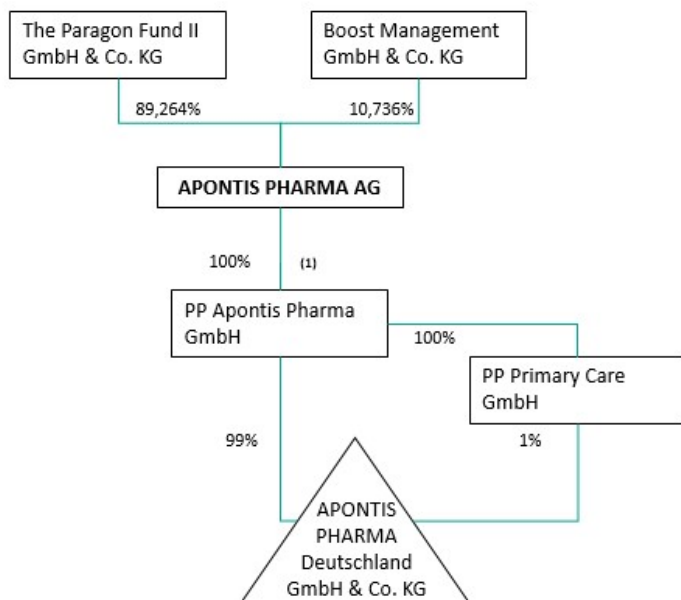 The Paragon Fund II
GmbH & Co. KG
Boost Management
GmbH & Co. KG
89,264%
10,736%
APONTIS PHARMA AG
100%
(1)
PP Apontis Pharma
GmbH
100%
PP Primary Care
GmbH
99%
1%
APONTIS
PHARMA
Deutschland
GmbH & Co. KG